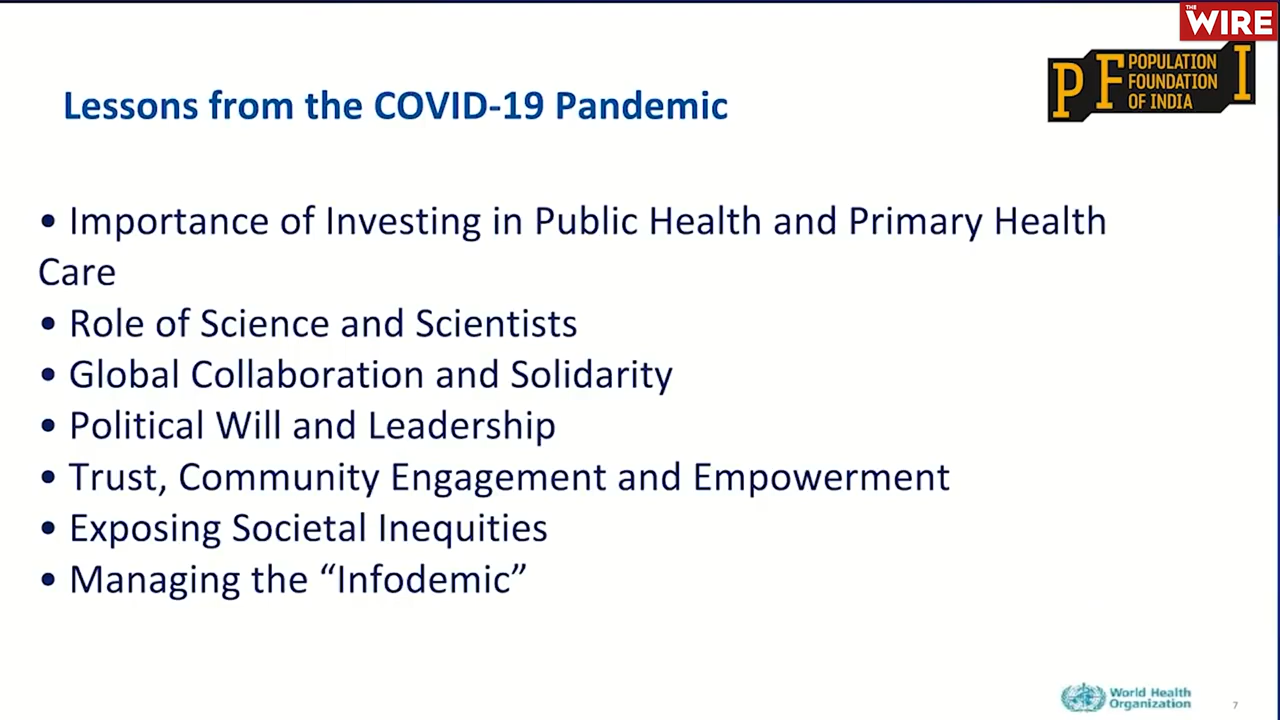 THE
WIRE
PFI
POPULATION
FOUNDATION
OF INDIA
Lessons from the COVID-19 Pandemic
• Importance of Investing in Public Health and Primary Health
Care
• Role of Science and Scientists
• Global Collaboration and Solidarity
• Political Will and Leadership
• Trust, Community Engagement and Empowerment
• Exposing Societal Inequities
• Managing the “Infodemic”
World Health
Organization
7